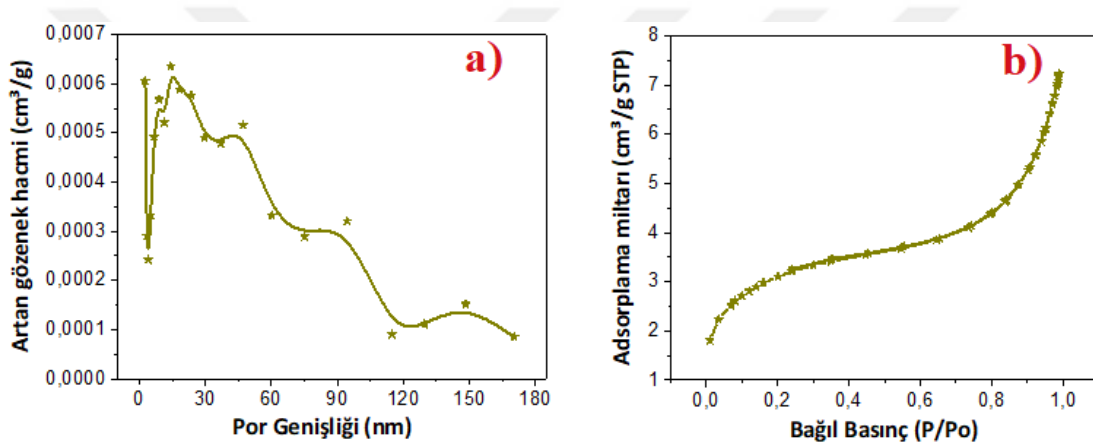 a)
Artan gözenek hacmi (cm³/g)
0,0007
0,0006
0,0005
0,0004
0,0003
0,0002
0,0001
0,0000
0 30 60 90 120 150 180
Por Genişliği (nm)
b)
Adsorplama miltarı (cm³/g STP)
8
7
6
5
4
3
2
1
0,0 0,2 0,4 0,6 0,8 1,0
Bağıl Basınç (P/Po)